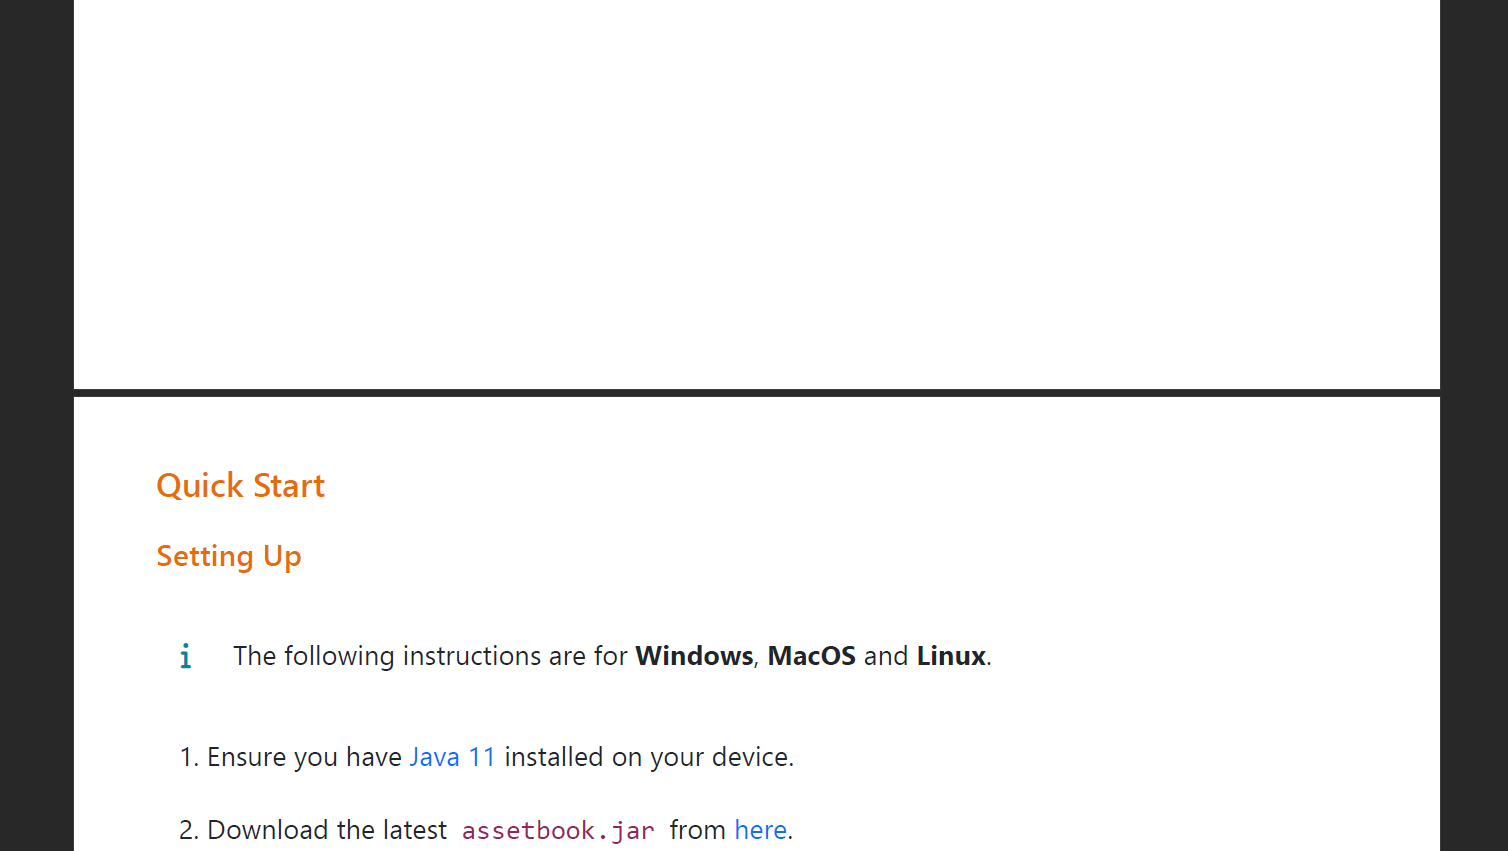 Quick Start
Setting Up
i The following instructions are for Windows, MacOS and Linux.
1. Ensure you have Java 11 installed on your device.
2. Download the latest assetbook.jar from here.